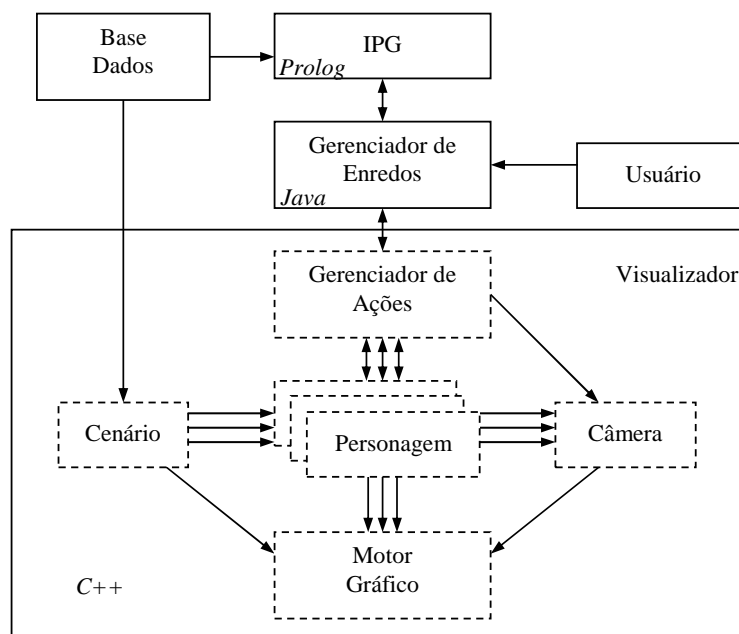 Base
Dados
IPG
Prolog
Gerenciador de
Enredos
Java
Usuário
Gerenciador de
Ações
Visualizador
Cenário
Personagem
Câmera
Motor
Gráfico
C++